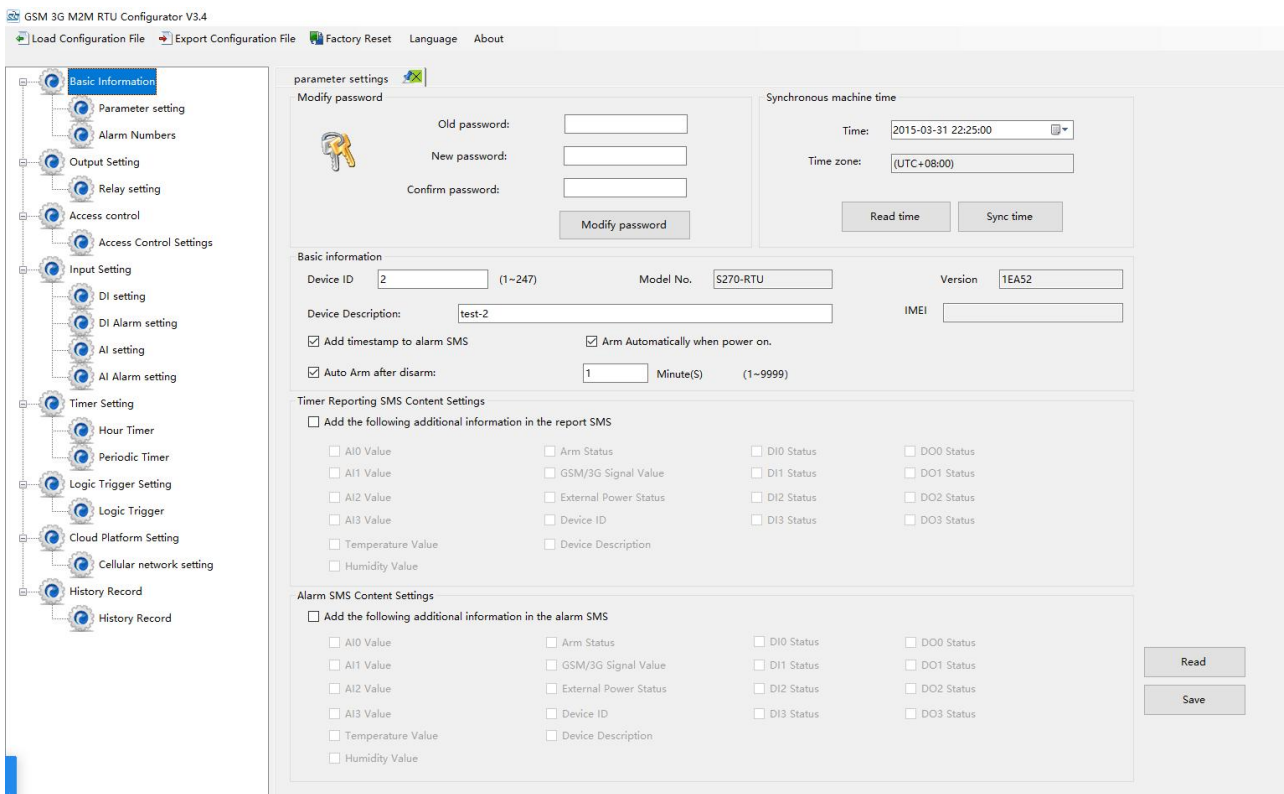 GSM 3G M2M RTU Configurator V3.4
Load Configuration File Export Configuration File Factory Reset Language About
Basic Information
Parameter setting
Alarm Numbers
Output Setting
Relay setting
Access control
Access Control Settings
Input Setting
DI setting
DI Alarm setting
AI setting
AI Alarm setting
Timer Setting
Hour Timer
Periodic Timer
Logic Trigger Setting
Logic Trigger
Cloud Platform Setting
Cellular network setting
History Record
History Record
parameter settings
Modify password
Old password:
New password:
Confirm password:
Modify password
Synchronous machine time
Time: 2015-03-31 22:25:00
Time zone: (UTC+08:00)
Read time Sync time
Basic information
Device ID 2 (1~247) Model No. S270-RTU Version 1EA52
Device Description: test-2 IMEI
Add timestamp to alarm SMS Arm Automatically when power on.
Auto Arm after disarm: 1 Minute(S) (1~9999)
Timer Reporting SMS Content Settings
Add the following additional information in the report SMS
AI0 Value Arm Status DI0 Status DO0 Status
AI1 Value GSM/3G Signal Value DI1 Status DO1 Status
AI2 Value External Power Status DI2 Status DO2 Status
AI3 Value Device ID DI3 Status DO3 Status
Temperature Value Device Description
Humidity Value
Alarm SMS Content Settings
Add the following additional information in the alarm SMS
AI0 Value Arm Status DI0 Status DO0 Status
AI1 Value GSM/3G Signal Value DI1 Status DO1 Status
AI2 Value External Power Status DI2 Status DO2 Status
AI3 Value Device ID DI3 Status DO3 Status
Temperature Value Device Description
Humidity Value
Read
Save